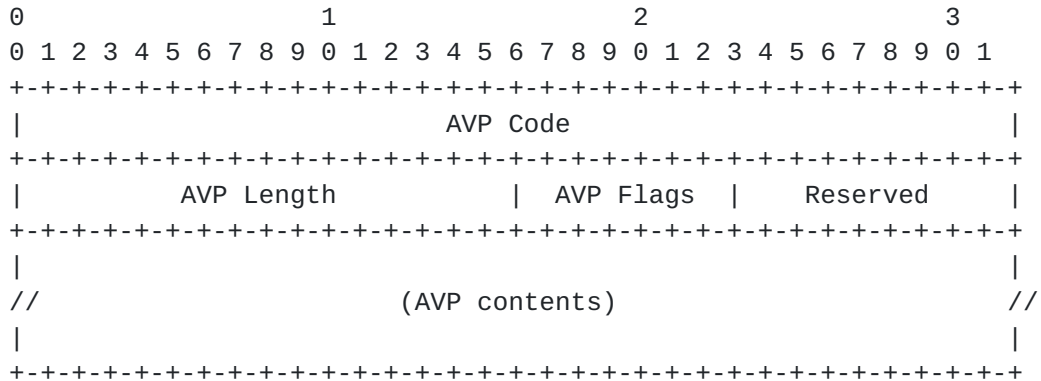 0                   1                   2                   3
0 1 2 3 4 5 6 7 8 9 0 1 2 3 4 5 6 7 8 9 0 1 2 3 4 5 6 7 8 9 0 1
+-+-+-+-+-+-+-+-+-+-+-+-+-+-+-+-+-+-+-+-+-+-+-+-+-+-+-+-+-+-+-+-+
|                           AVP Code                            |
+-+-+-+-+-+-+-+-+-+-+-+-+-+-+-+-+-+-+-+-+-+-+-+-+-+-+-+-+-+-+-+-+
|          AVP Length           |  AVP Flags  |    Reserved     |
+-+-+-+-+-+-+-+-+-+-+-+-+-+-+-+-+-+-+-+-+-+-+-+-+-+-+-+-+-+-+-+-+
|                                                               |
//                       (AVP contents)                        //
|                                                               |
+-+-+-+-+-+-+-+-+-+-+-+-+-+-+-+-+-+-+-+-+-+-+-+-+-+-+-+-+-+-+-+-+